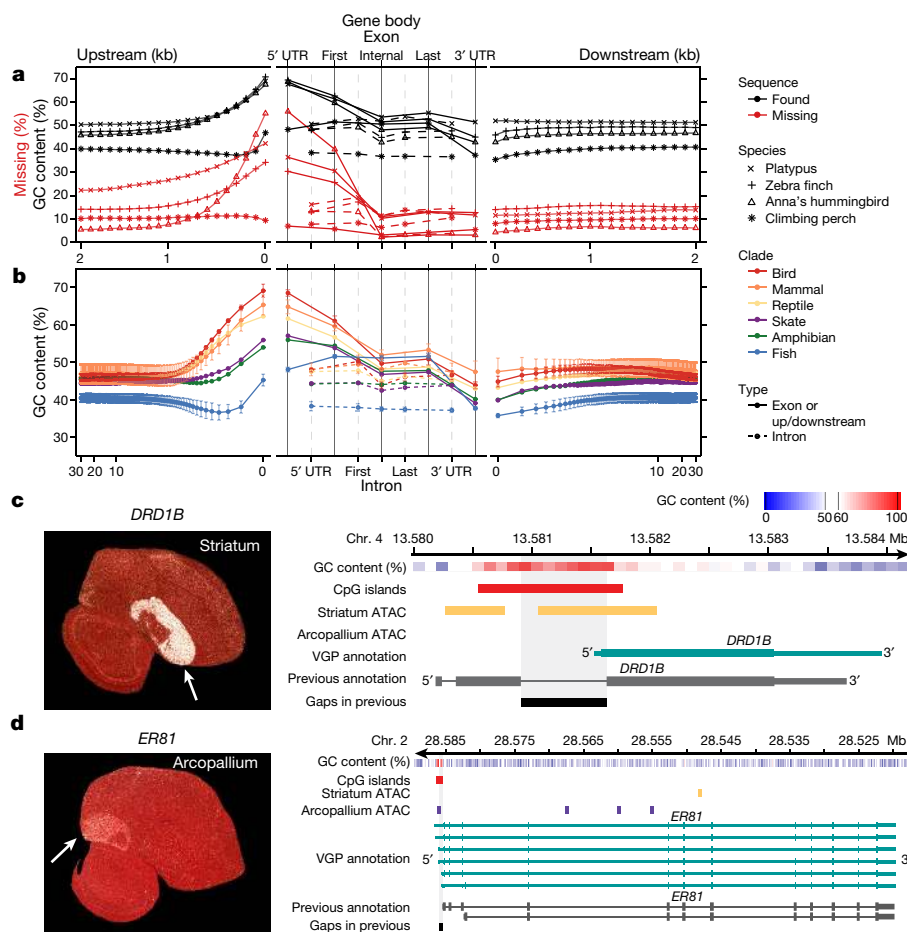 Gene body
Exon
Upstream (kb)
5′ UTR First Internal Last 3′ UTR
Downstream (kb)
a
Missing (%)
GC content (%)
70
60
50
40
30
20
10
0
2 1 0
0 1 2
Sequence
Found
Missing
Species
Platypus
Zebra finch
Anna's hummingbird
Climbing perch
b
GC content (%)
70
60
50
40
30
30 20 10 0
5′ UTR First Last 3′ UTR
Intron
0 10 20 30
Clade
Bird
Mammal
Reptile
Skate
Amphibian
Fish
Type
Exon or
up/downstream
Intron
c
DRD1B
Striatum
GC content (%)
0 50 60 100
Chr. 4
13.580 13.581 13.582 13.583 13.584 Mb
GC content (%)
CpG islands
Striatum ATAC
Arcopallium ATAC
VGP annotation 5′ DRD1B 3′
Previous annotation 5′ DRD1B 3′
Gaps in previous
d
ER81
Arcopallium
Chr. 2
28.585 28.575 28.565 28.555 28.545 28.535 28.525 Mb
GC content (%)
CpG islands
Striatum ATAC
Arcopallium ATAC
ER81
VGP annotation 5′ 3′
ER81
Previous annotation
Gaps in previous